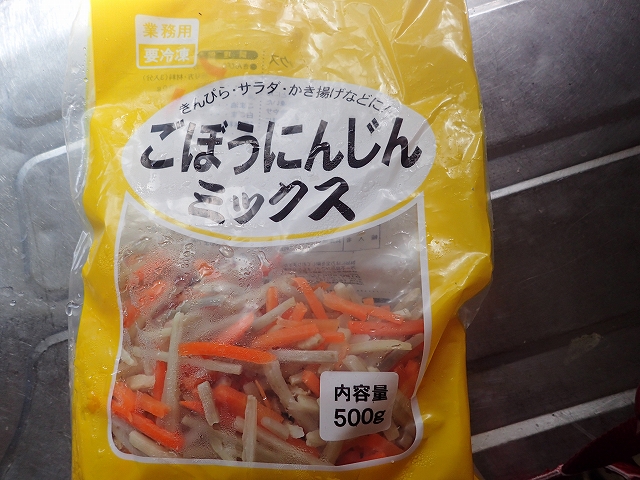 業務用
要冷凍
きんぴら・サラダ・かき揚げなどに!
ごぼうにんじん
ミックス
内容量
500g